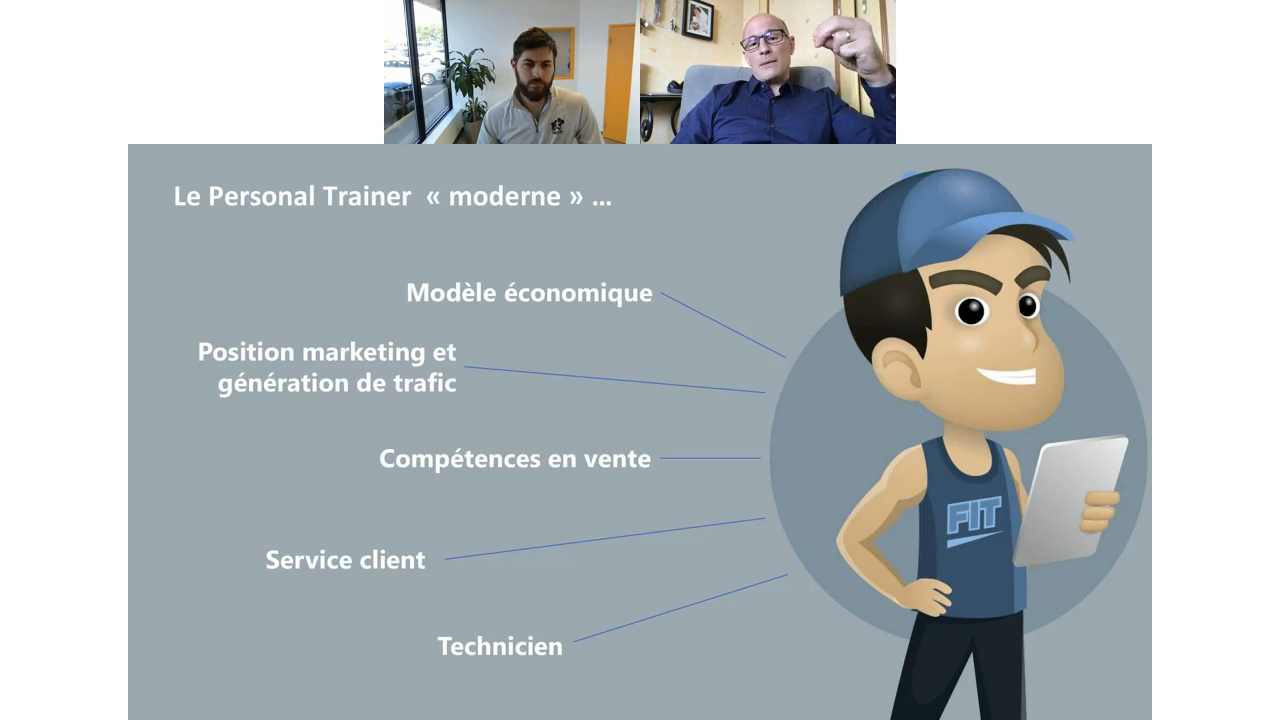 Le Personal Trainer « moderne » ...
Modèle économique
Position marketing et
génération de trafic
Compétences en vente
Service client
Technicien
FIT